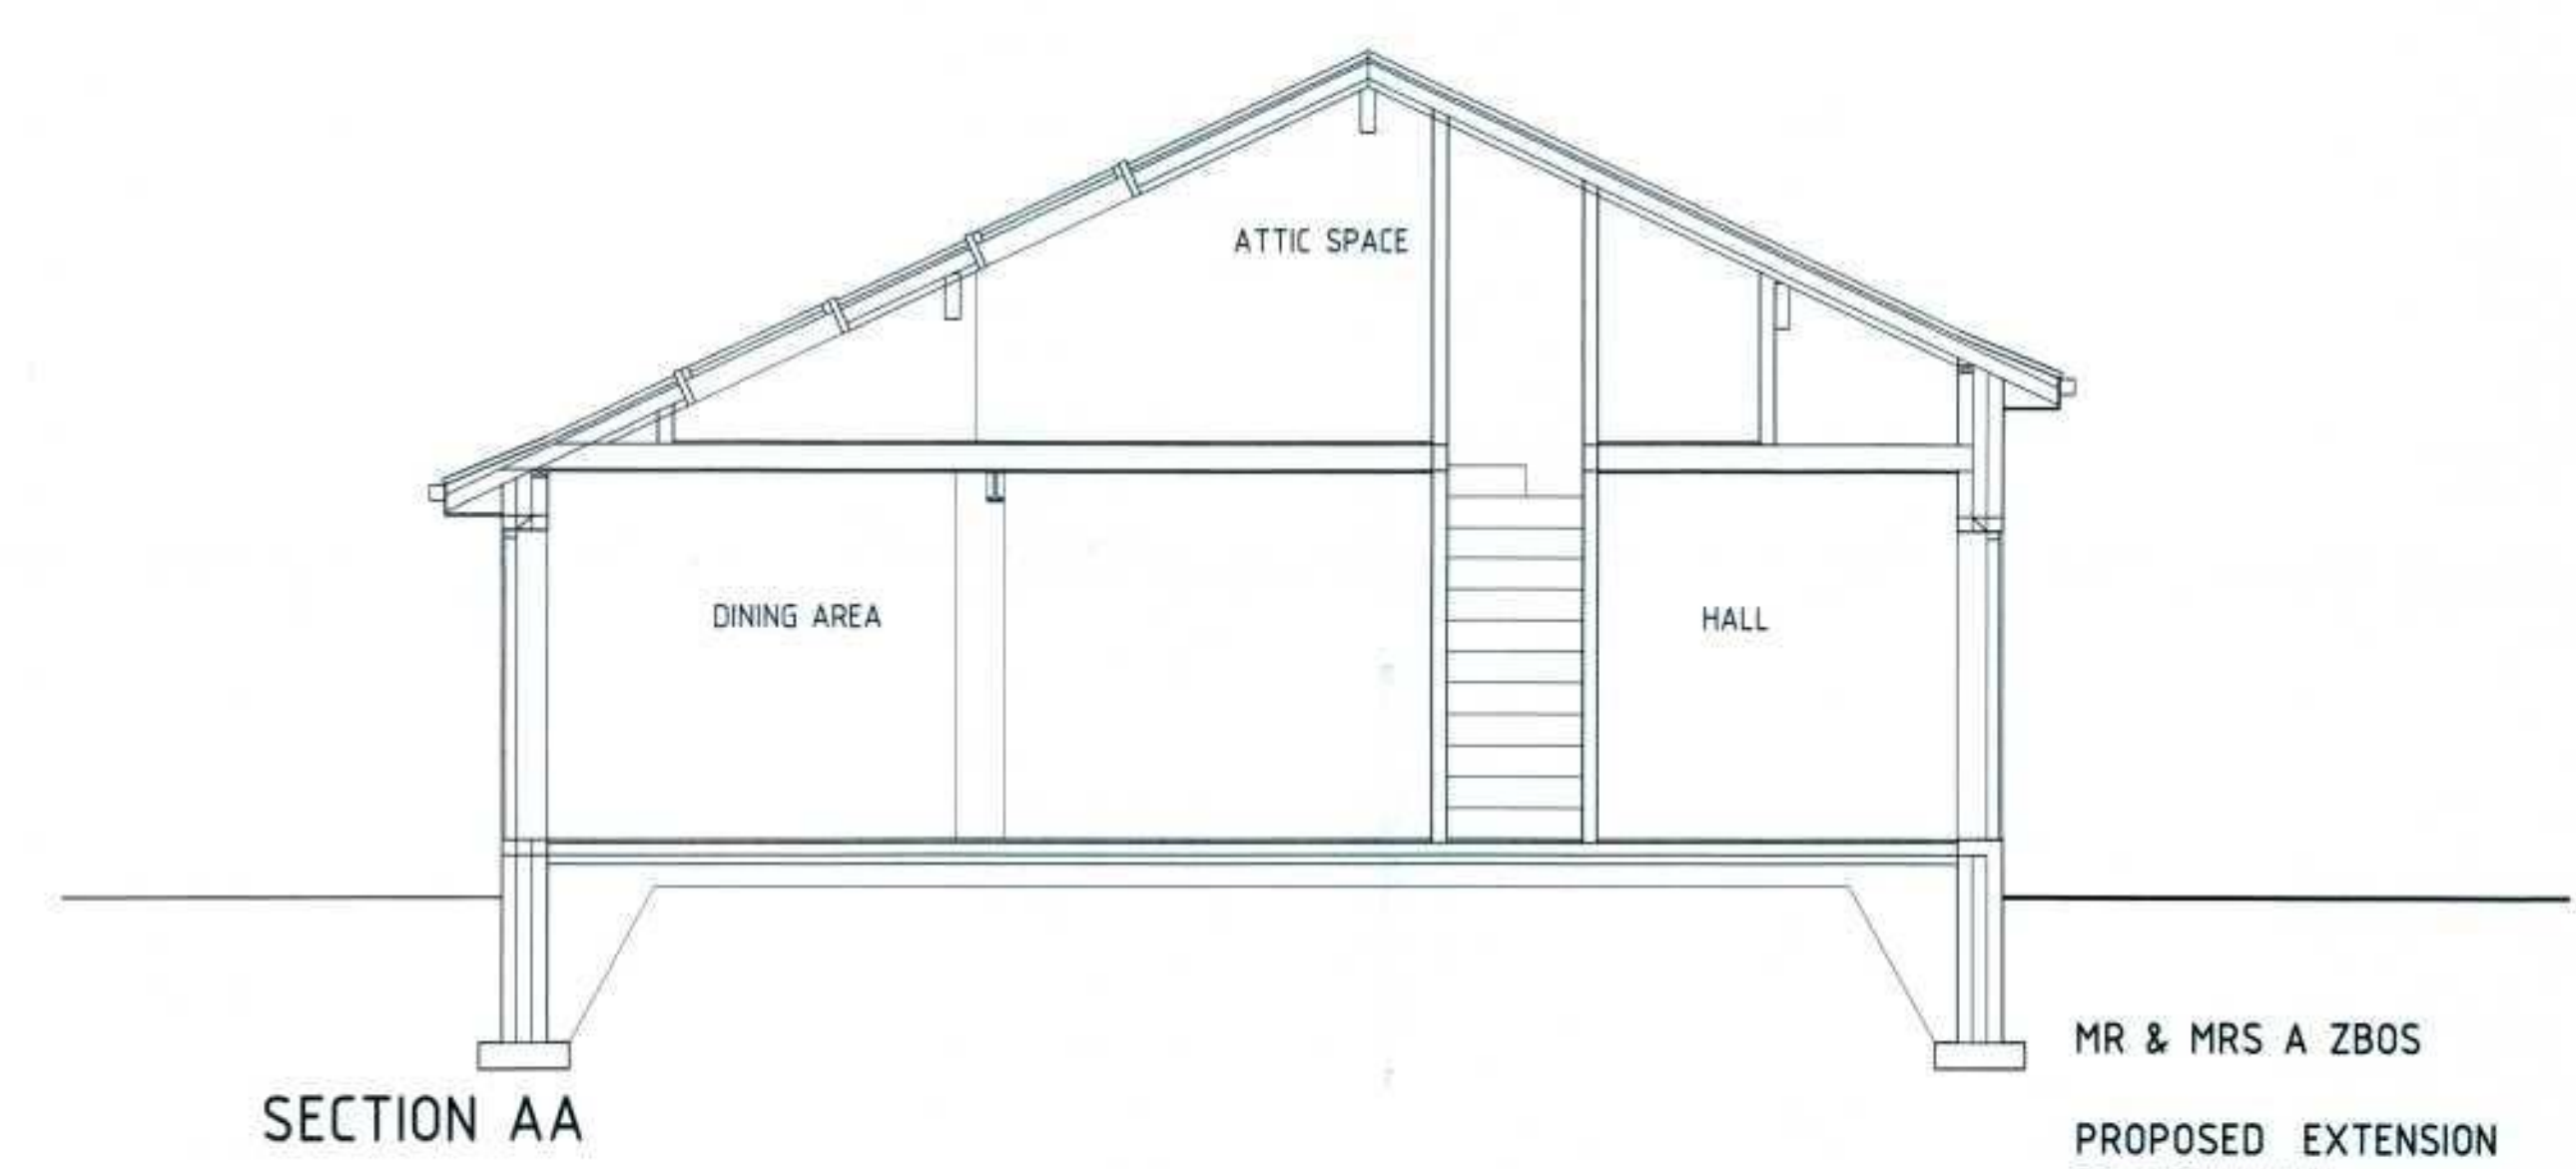 ATTIC SPACE
DINING AREA
HALL
SECTION AA
MR & MRS A ZBOS
PROPOSED EXTENSION